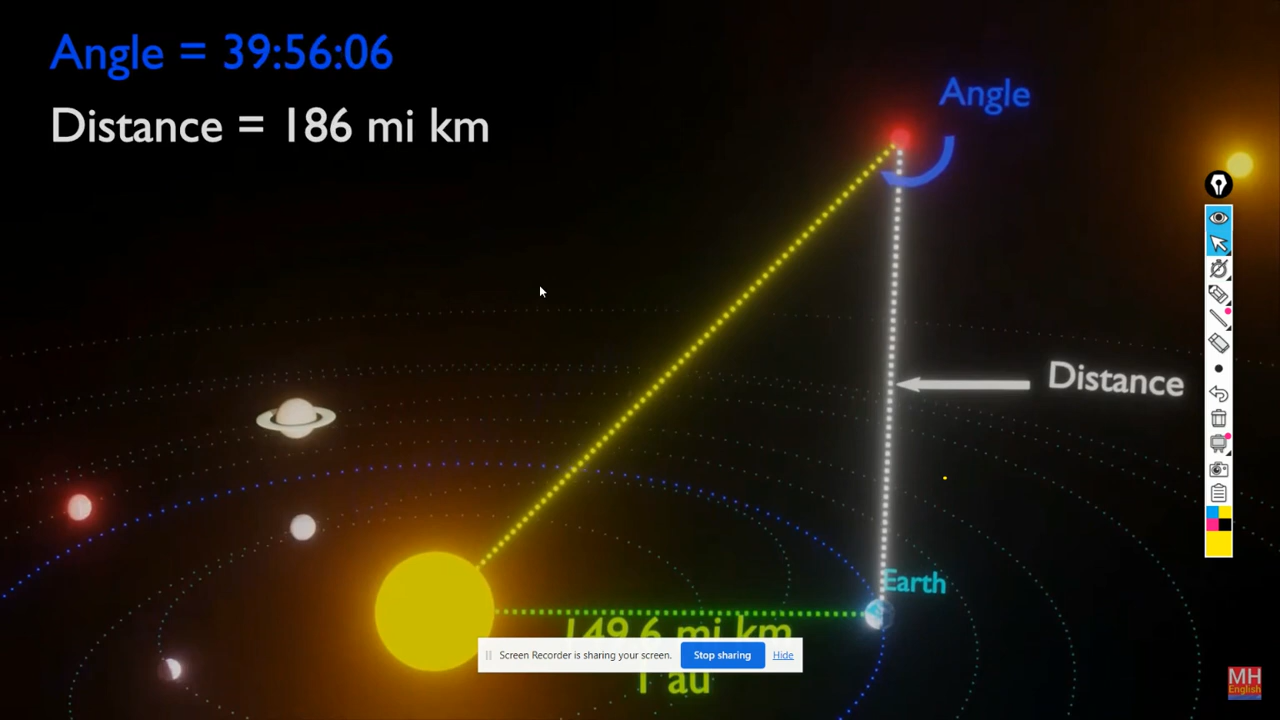 Angle = 39:56:06
Distance = 186 mi km
Angle
Distance
Earth
149.6 mi km
Screen Recorder is sharing your screen.
Stop sharing
Hide
1 au
MH
English